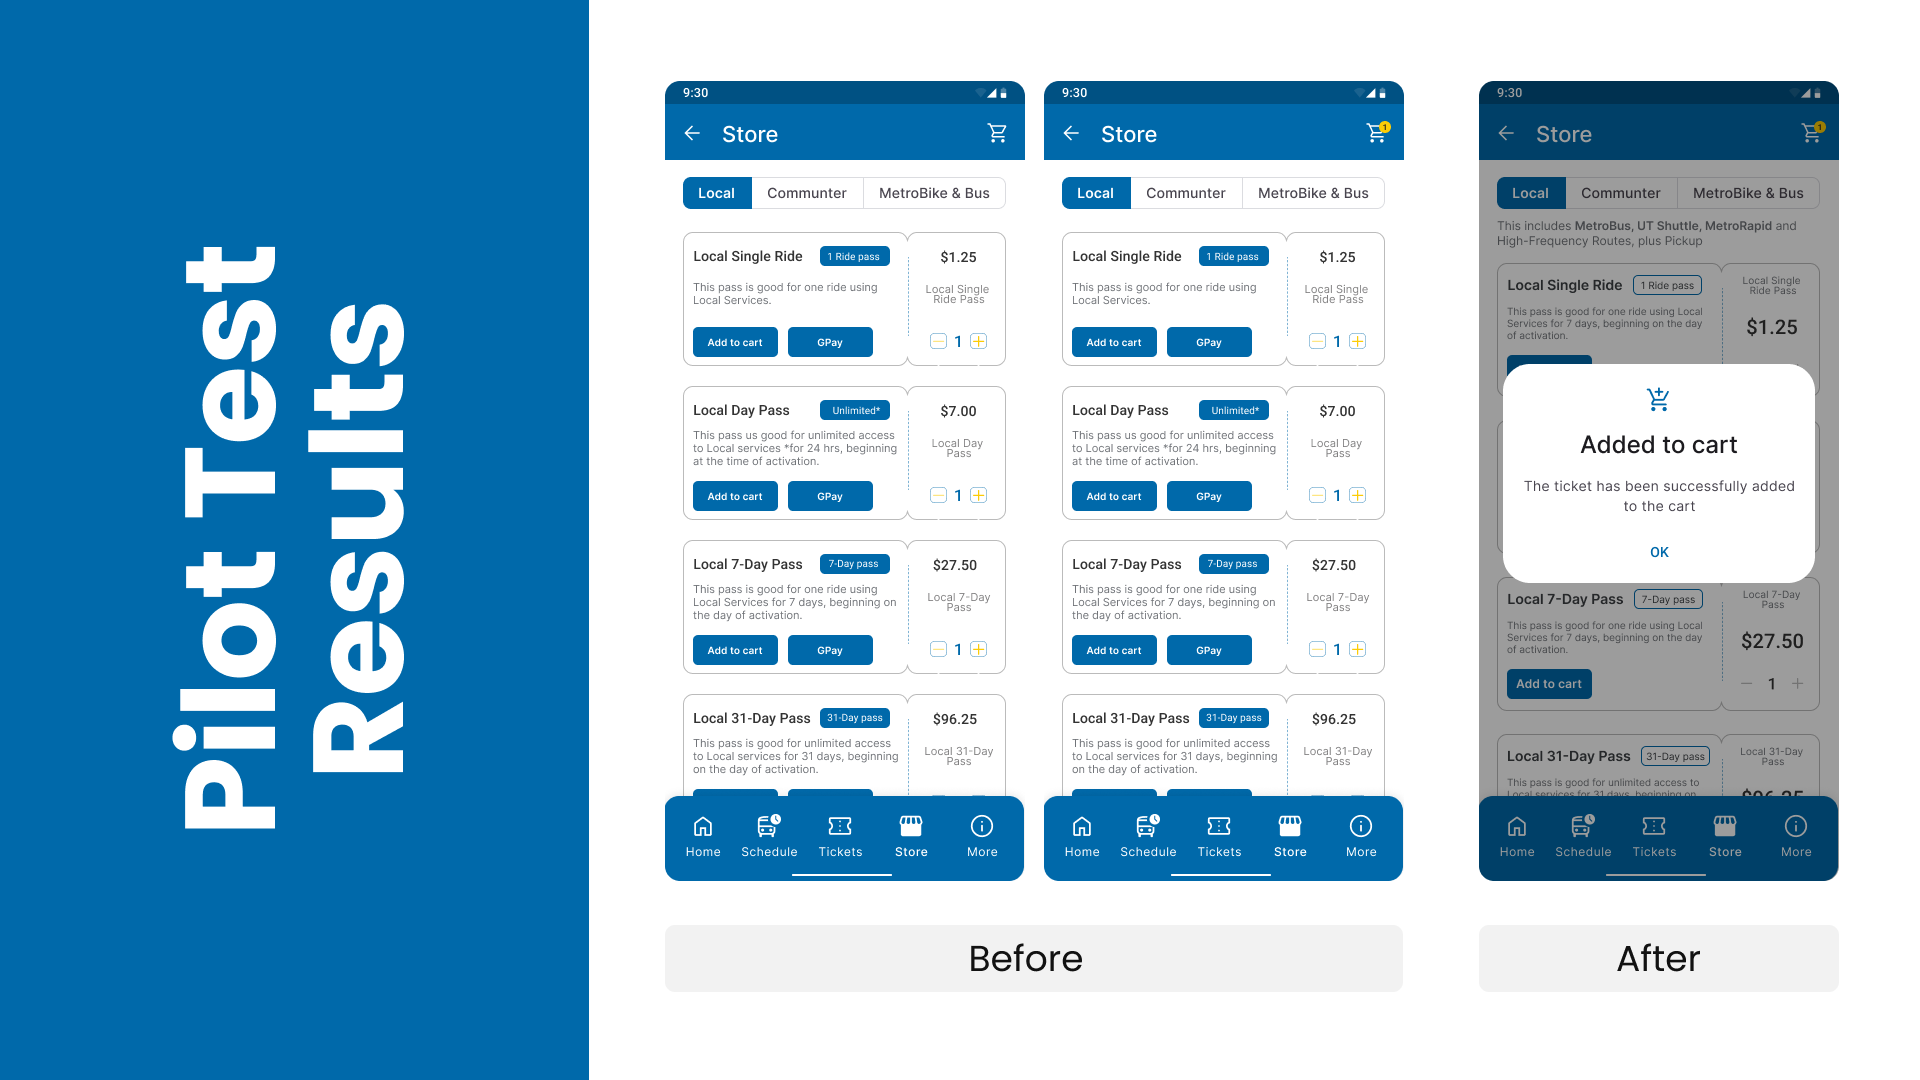 Pilot Test
Results
9:30
Store
Local
Communter
MetroBike & Bus
Local Single Ride
1 Ride pass
This pass is good for one ride using
Local Services.
Add to cart
GPay
$1.25
Local Single
Ride Pass
1
Local Day Pass
Unlimited*
This pass us good for unlimited access
to Local services *for 24 hrs, beginning
at the time of activation.
Add to cart
GPay
$7.00
Local Day
Pass
1
Local 7-Day Pass
7-Day pass
This pass is good for one ride using
Local Services for 7 days, beginning on
the day of activation.
Add to cart
GPay
$27.50
Local 7-Day
Pass
1
Local 31-Day Pass
31-Day pass
This pass is good for unlimited access
to Local services for 31 days, beginning
on the day of activation.
$96.25
Local 31-Day
Pass
Home
Schedule
Tickets
Store
More
9:30
Store
1
Local
Communter
MetroBike & Bus
Local Single Ride
1 Ride pass
This pass is good for one ride using
Local Services.
Add to cart
GPay
$1.25
Local Single
Ride Pass
1
Local Day Pass
Unlimited*
This pass us good for unlimited access
to Local services *for 24 hrs, beginning
at the time of activation.
Add to cart
GPay
$7.00
Local Day
Pass
1
Local 7-Day Pass
7-Day pass
This pass is good for one ride using
Local Services for 7 days, beginning on
the day of activation.
Add to cart
GPay
$27.50
Local 7-Day
Pass
1
Local 31-Day Pass
31-Day pass
This pass is good for unlimited access
to Local services for 31 days, beginning
on the day of activation.
$96.25
Local 31-Day
Pass
Home
Schedule
Tickets
Store
More
Before
9:30
Store
1
Local
Communter
MetroBike & Bus
This includes MetroBus, UT Shuttle, MetroRapid and
High-Frequency Routes, plus Pickup
Local Single Ride
1 Ride pass
This pass is good for one ride using Local
Services for 7 days, beginning on the day
of activation.
Local Single
Ride Pass
$1.25
Added to cart
The ticket has been successfully added
to the cart
OK
Local 7-Day Pass
7-Day pass
This pass is good for one ride using Local
Services for 7 days, beginning on the day
of activation.
Add to cart
Local 7-Day
Pass
$27.50
1
Local 31-Day Pass
31-Day pass
This pass is good for unlimited access to
Local services for 31 days, beginning on
Local 31-Day
Pass
$96.25
Home
Schedule
Tickets
Store
More
After